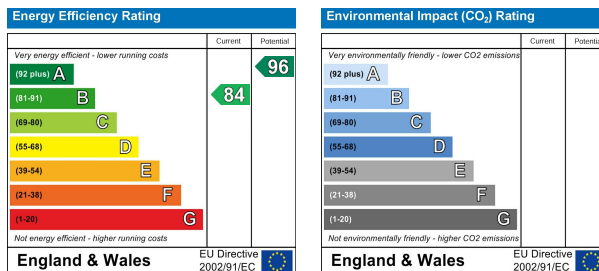 Energy Efficiency Rating
Current Potential
Very energy efficient - lower running costs
(92 plus) A
96
(81-91) B
84
(69-80) C
(55-68) D
(39-54) E
(21-38) F
(1-20) G
Not energy efficient - higher running costs
England & Wales
EU Directive
2002/91/EC
Environmental Impact (CO₂) Rating
Current Potential
Very environmentally friendly - lower CO2 emissions
(92 plus) A
(81-91) B
(69-80) C
(55-68) D
(39-54) E
(21-38) F
(1-20) G
Not environmentally friendly - higher CO2 emissions
England & Wales
EU Directive
2002/91/EC